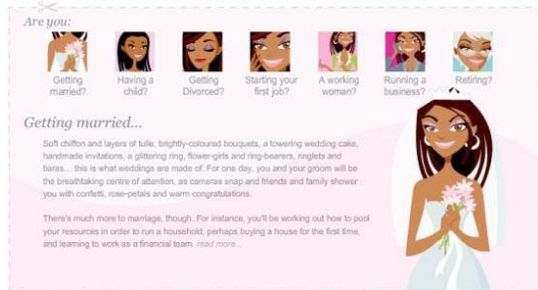 Are you:
Getting married?
Having a child?
Getting Divorced?
Starting your first job?
A working woman?
Running a business?
Retiring?
Getting married...
Soft chiffon and layers of tulle, brightly-coloured bouquets, a towering wedding cake,
handmade invitations, a glittering ring, flower-girls and ring-bearers, ringlets and
tiaras... this is what weddings are made of. For one day, you and your groom will be
the breathtaking centre of attention, as cameras snap and friends and family shower
you with confetti, rose-petals and warm congratulations.
There's much more to marriage, though. For instance, you'll be working out how to pool
your resources in order to run a household, perhaps buying a house for the first time,
and learning to work as a financial team. read more...